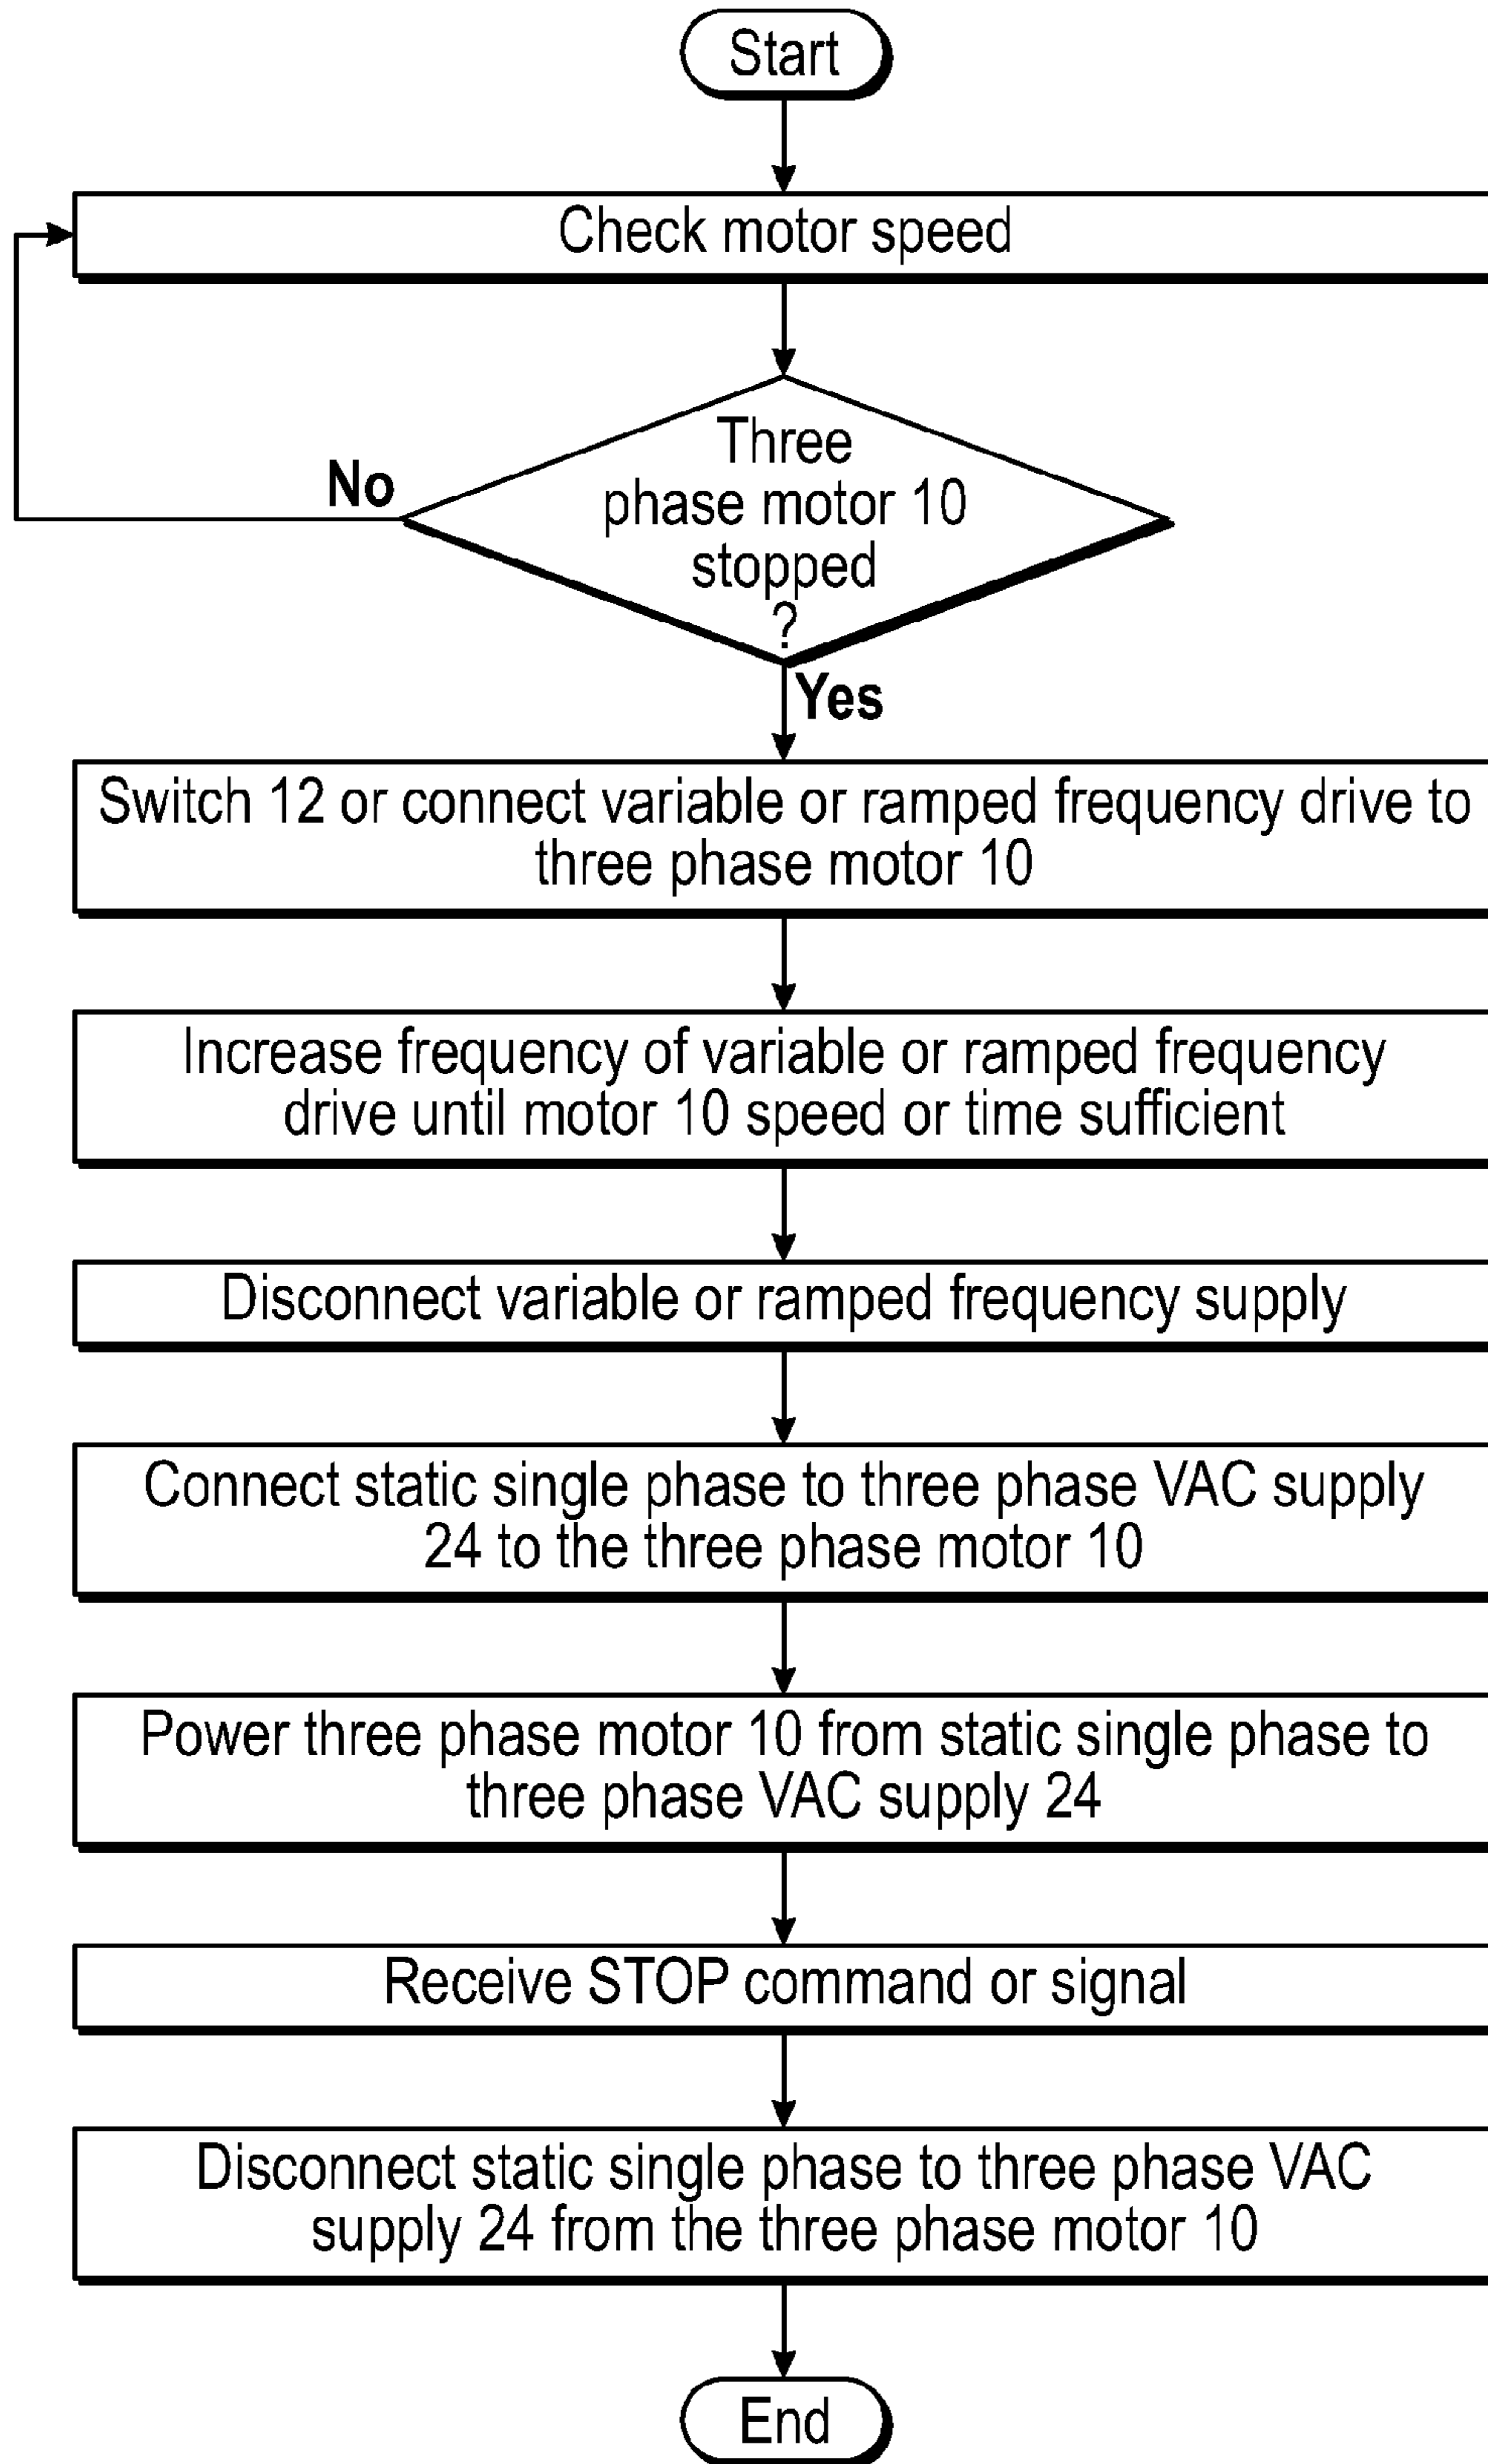 Start
Check motor speed
Three
phase motor 10
stopped
?
No
Yes
Switch 12 or connect variable or ramped frequency drive to
three phase motor 10
Increase frequency of variable or ramped frequency
drive until motor 10 speed or time sufficient
Disconnect variable or ramped frequency supply
Connect static single phase to three phase VAC supply
24 to the three phase motor 10
Power three phase motor 10 from static single phase to
three phase VAC supply 24
Receive STOP command or signal
Disconnect static single phase to three phase VAC
supply 24 from the three phase motor 10
End